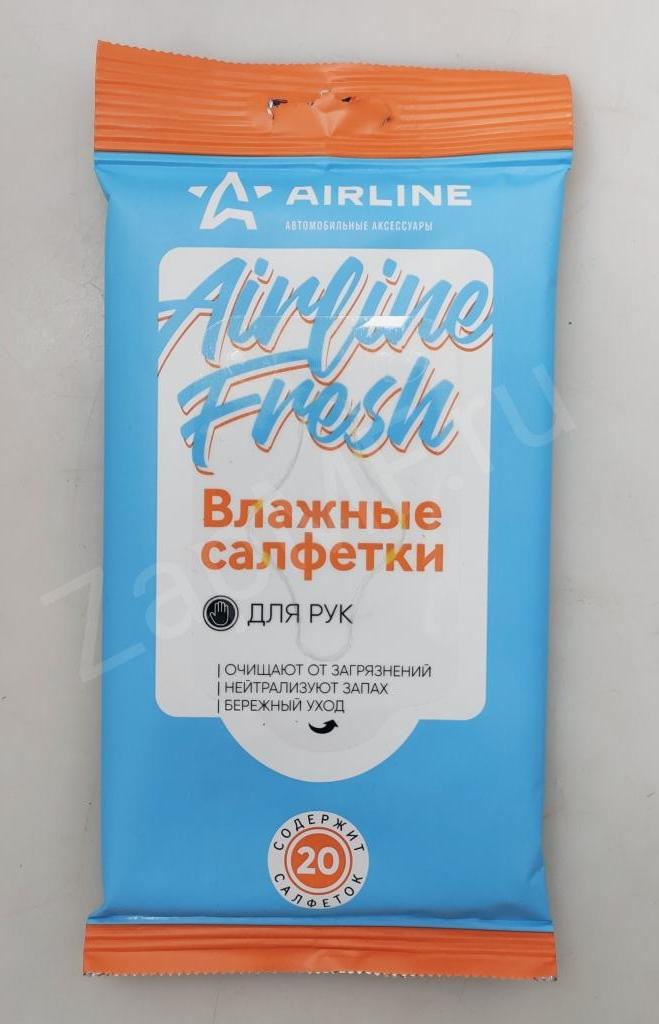 AIRLINE
АВТОМОБИЛЬНЫЕ АКСЕССУАРЫ
Airline
Fresh
Влажные
салфетки
ДЛЯ РУК
| ОЧИЩАЮТ ОТ ЗАГРЯЗНЕНИЙ
| НЕЙТРАЛИЗУЮТ ЗАПАХ
| БЕРЕЖНЫЙ УХОД
СОДЕРЖИТ
20
САЛФЕТОК